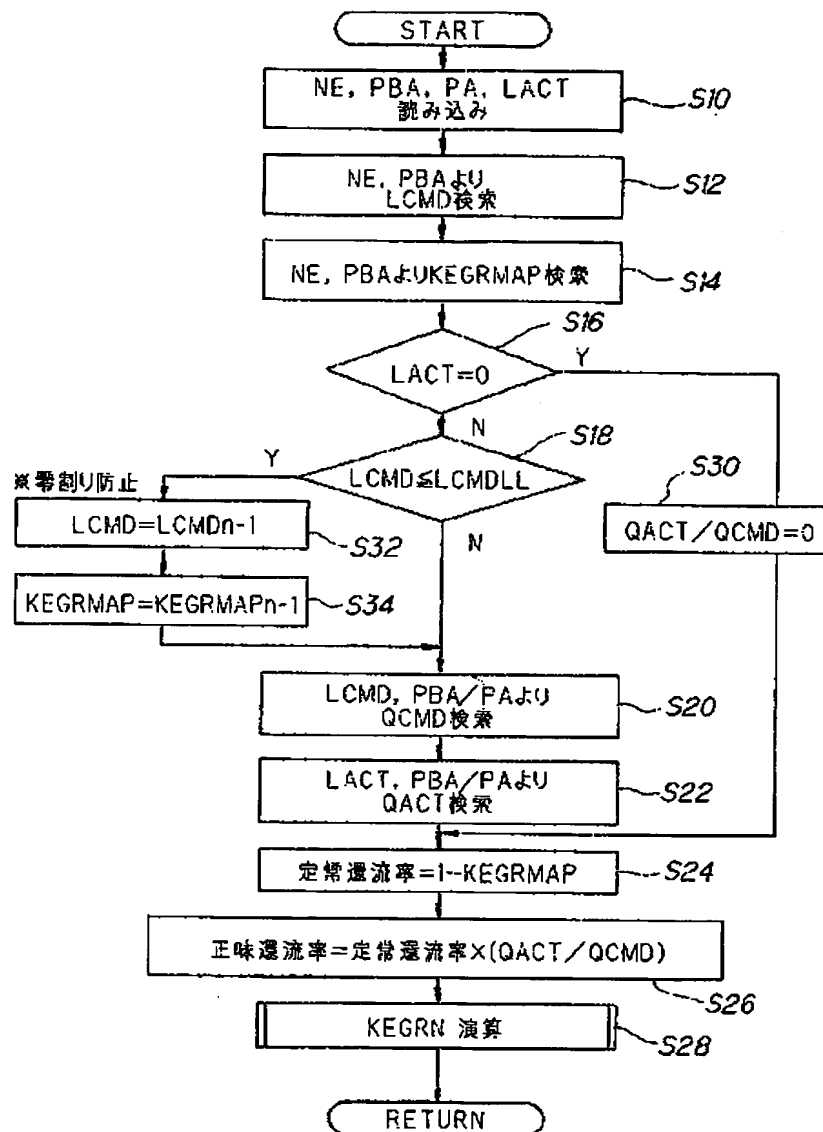 START
NE, PBA, PA, LACT
読み込み
S10
NE, PBAより
LCMD検索
S12
NE, PBAよりKEGRMAP検索
S14
S16
LACT=0
Y
N
S18
LCMD≦LCMDLL
Y
N
※零割り防止
LCMD=LCMDn-1
S32
KEGRMAP=KEGRMAPn-1
S34
S30
QACT/QCMD=0
LCMD, PBA/PAより
QCMD検索
S20
LACT, PBA/PAより
QACT検索
S22
定常還流率=1-KEGRMAP
S24
正味還流率=定常還流率×(QACT/QCMD)
S26
KEGRN 演算
S28
RETURN